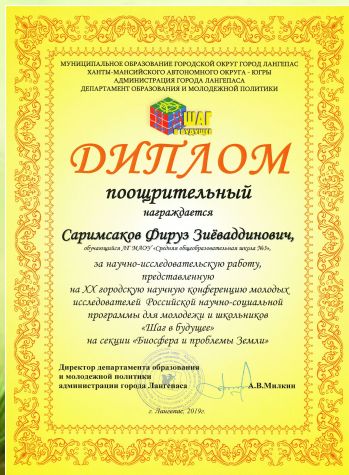 МУНИЦИПАЛЬНОЕ ОБРАЗОВАНИЕ ГОРОДСКОЙ ОКРУГ ГОРОД ЛАНГЕПАС
ХАНТЫ-МАНСИЙСКОГО АВТОНОМНОГО ОКРУГА - ЮГРЫ
АДМИНИСТРАЦИЯ ГОРОДА ЛАНГЕПАСА
ДЕПАРТАМЕНТ ОБРАЗОВАНИЯ И МОЛОДЕЖНОЙ ПОЛИТИКИ
ШАГ
В БУДУЩЕЕ
ДИПЛОМ
поощрительный
награждается
Саримсаков Фируз Зиёваддинович,
обучающийся ЛГ МАОУ «Средняя общеобразовательная школа №3»,
за научно-исследовательскую работу,
представленную
на XX городскую научную конференцию молодых
исследователей Российской научно-социальной
программы для молодежи и школьников
«Шаг в будущее»
на секции «Биосфера и проблемы Земли»
Директор департамента образования
и молодежной политики
администрации города Лангепаса А.В.Милкин
г. Лангепас, 2019г.